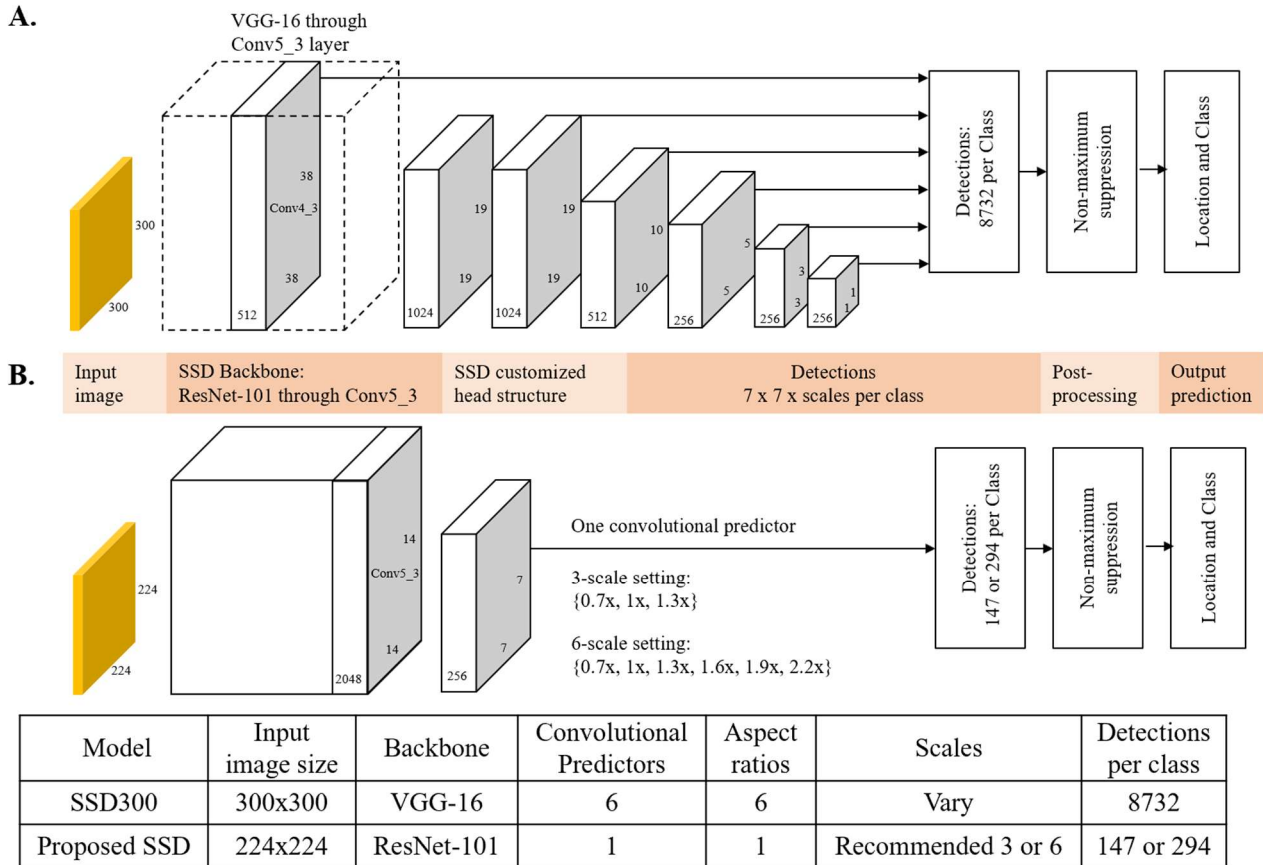 A.
VGG-16 through
Conv5_3 layer
300
300
38
Conv4_3
38
512
19
19
1024
19
19
1024
10
10
512
5
5
256
3
3
256
1
1
256
Detections:
8732 per Class
Non-maximum
suppression
Location and Class
B.
Input
image
SSD Backbone:
ResNet-101 through Conv5_3
SSD customized
head structure
Detections
7 x 7 x scales per class
Post-
processing
Output
prediction
224
224
14
Conv5_3
14
2048
7
7
256
One convolutional predictor
3-scale setting:
{0.7x, 1x, 1.3x}
6-scale setting:
{0.7x, 1x, 1.3x, 1.6x, 1.9x, 2.2x}
Detections:
147 or 294 per Class
Non-maximum
suppression
Location and Class
Model
Input
image size
Backbone
Convolutional
Predictors
Aspect
ratios
Scales
Detections
per class
SSD300
300x300
VGG-16
6
6
Vary
8732
Proposed SSD
224x224
ResNet-101
1
1
Recommended 3 or 6
147 or 294